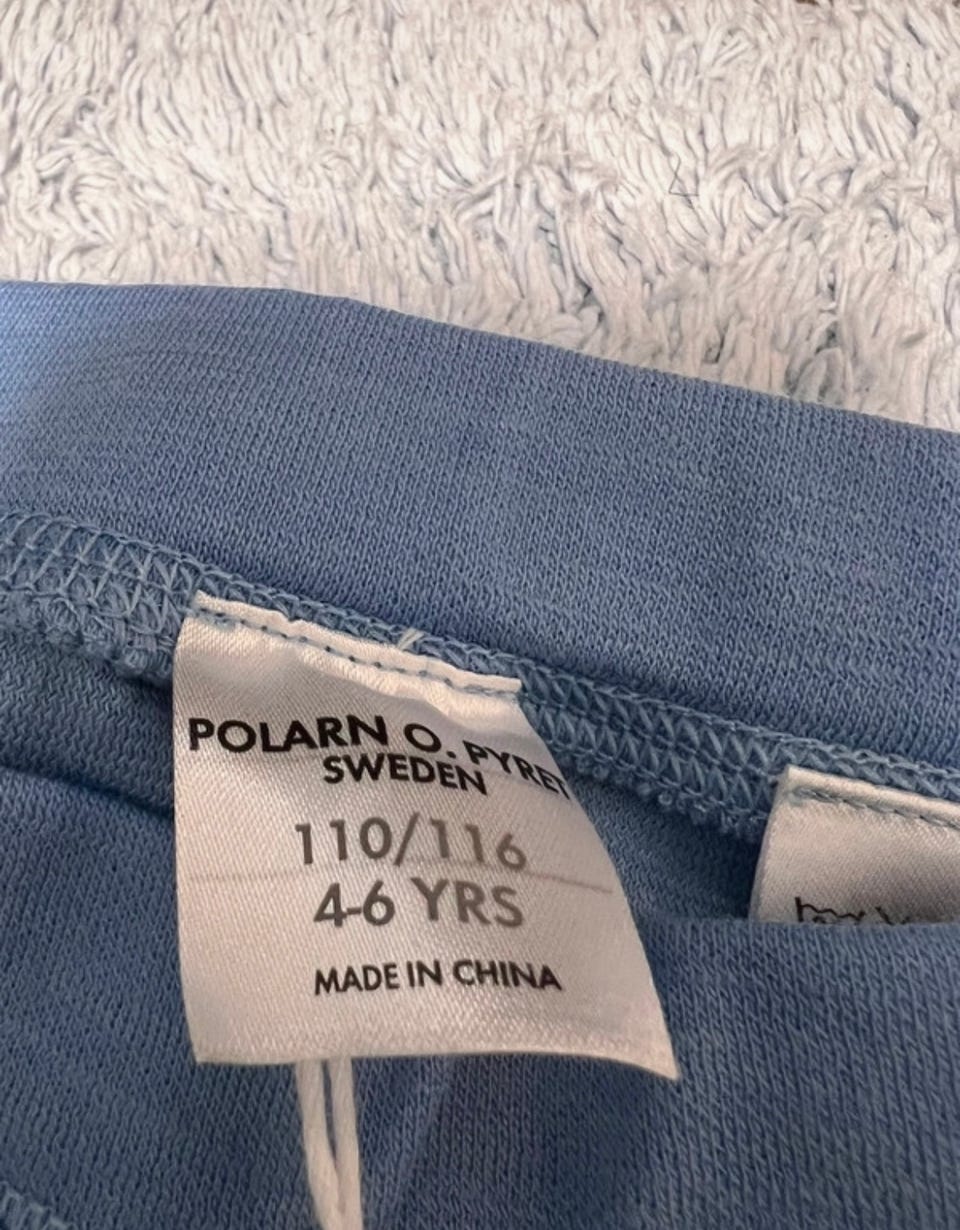 POLARN O. PYRET
SWEDEN
110/116
4-6 YRS
MADE IN CHINA